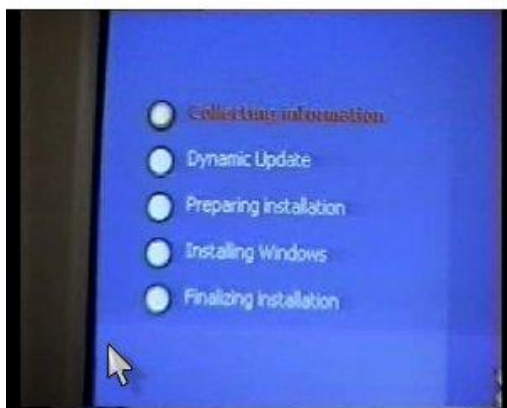 Collecting information
Dynamic Update
Preparing installation
Installing Windows
Finalizing installation